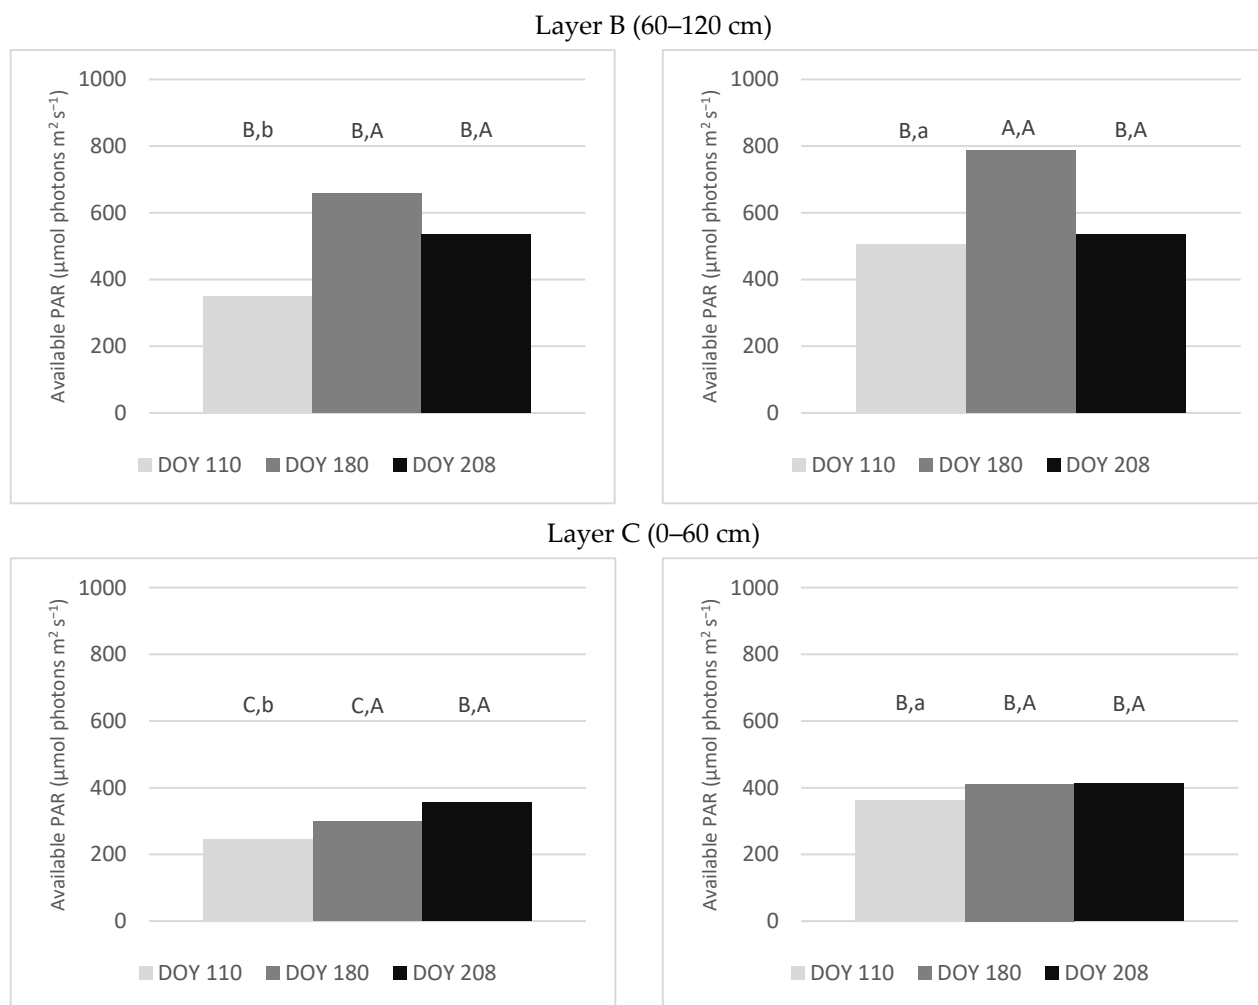 Layer B (60–120 cm)
Available PAR (µmol photons m² s⁻¹)
1000
800
600
400
200
0
B,b B,A B,A
DOY 110 DOY 180 DOY 208
Available PAR (µmol photons m² s⁻¹)
1000
800
600
400
200
0
B,a A,A B,A
DOY 110 DOY 180 DOY 208
Layer C (0–60 cm)
Available PAR (µmol photons m² s⁻¹)
1000
800
600
400
200
0
C,b C,A B,A
DOY 110 DOY 180 DOY 208
Available PAR (µmol photons m² s⁻¹)
1000
800
600
400
200
0
B,a B,A B,A
DOY 110 DOY 180 DOY 208